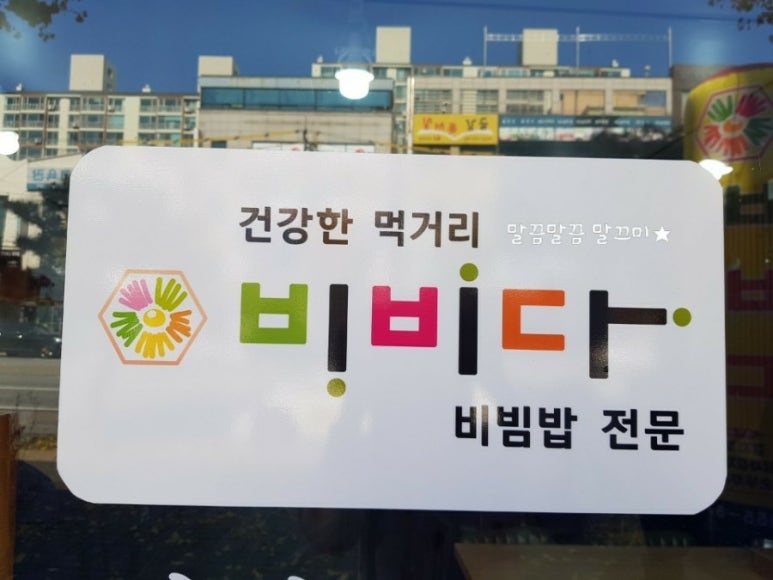 건강한 먹거리
말끔말끔 말끄미★
비비다
비빔밥 전문